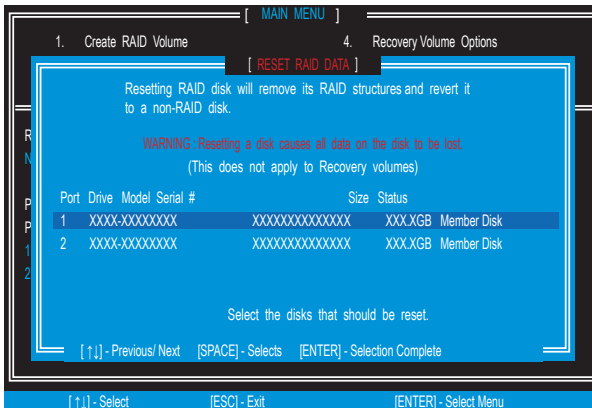 [ MAIN MENU ]
1. Create RAID Volume 4. Recovery Volume Options
[ RESET RAID DATA ]
Resetting RAID disk will remove its RAID structures and revert it
to a non-RAID disk.
WARNING : Resetting a disk causes all data on the disk to be lost.
(This does not apply to Recovery volumes)
R
N
P
Port Drive Model Serial # Size Status
P
1 XXXX-XXXXXXXX XXXXXXXXXXXXXX XXX.XGB Member Disk
1
2 XXXX-XXXXXXXX XXXXXXXXXXXXXX XXX.XGB Member Disk
2
Select the disks that should be reset.
[ ↑↓] - Previous/ Next [SPACE] - Selects [ENTER] - Selection Complete
[ ↑↓] - Select [ESC] - Exit [ENTER] - Select Menu